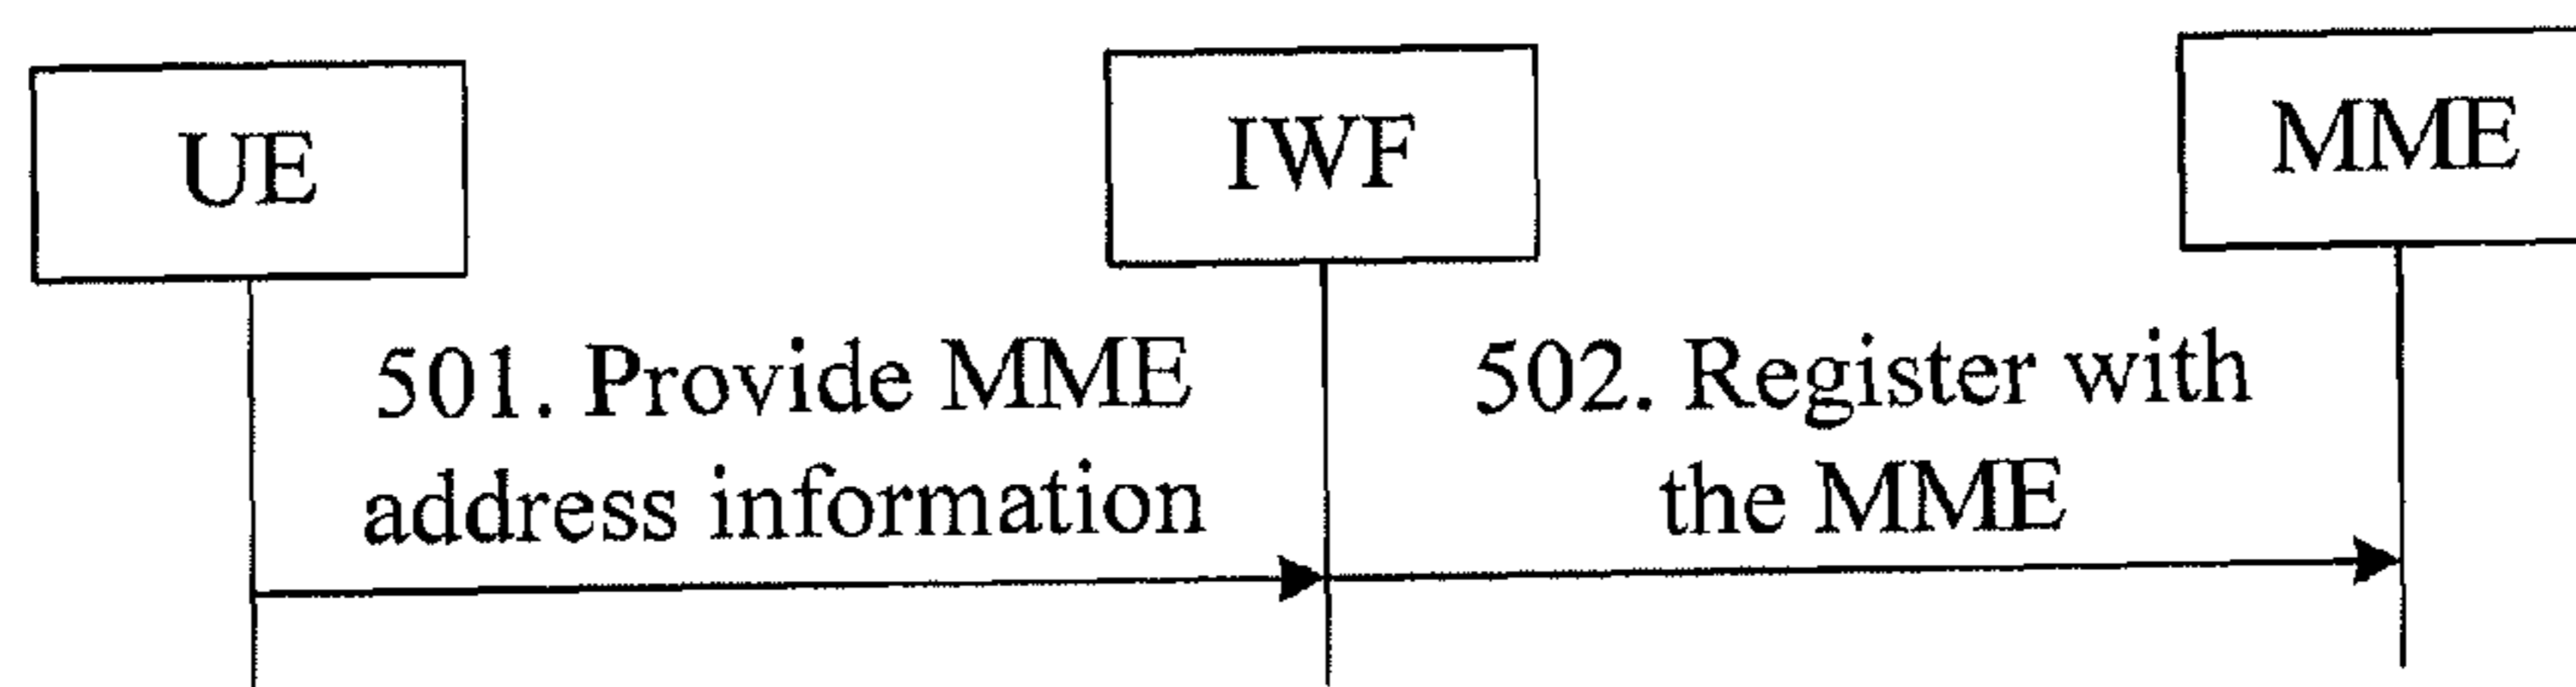 UE
IWF
MME
501. Provide MME
address information
502. Register with
the MME